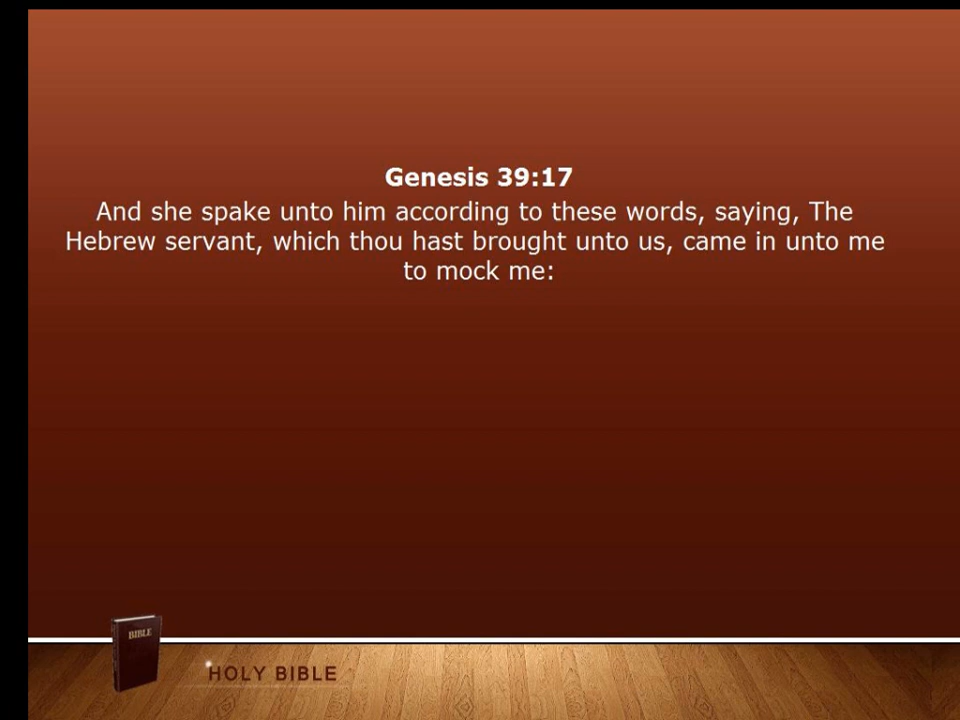 Genesis 39:17
And she spake unto him according to these words, saying, The
Hebrew servant, which thou hast brought unto us, came in unto me
to mock me:
BIBLE
HOLY BIBLE